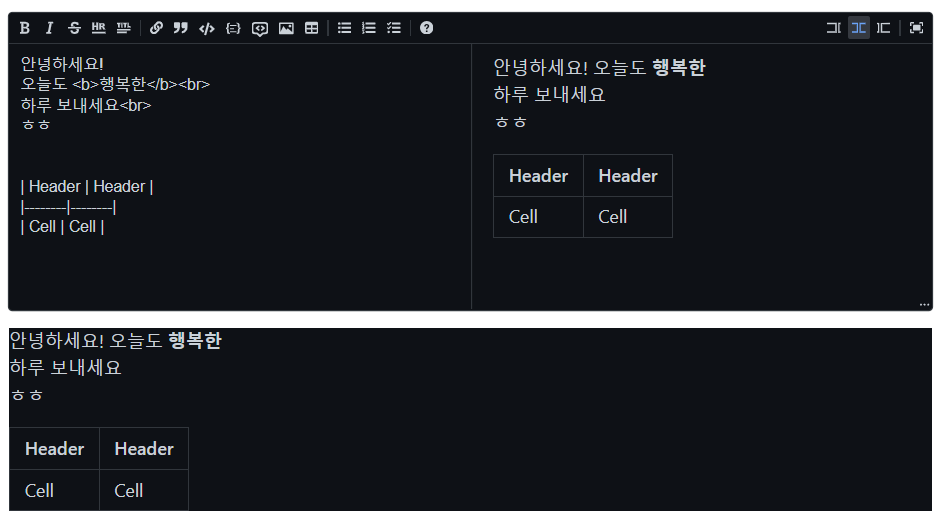 B I S HR TITL
안녕하세요!
오늘도 <b>행복한</b><br>
하루 보내세요<br>
ㅎㅎ
| Header | Header |
|--------|--------|
| Cell | Cell |
안녕하세요! 오늘도 행복한
하루 보내세요
ㅎㅎ
Header Header
Cell Cell
안녕하세요! 오늘도 행복한
하루 보내세요
ㅎㅎ
Header Header
Cell Cell